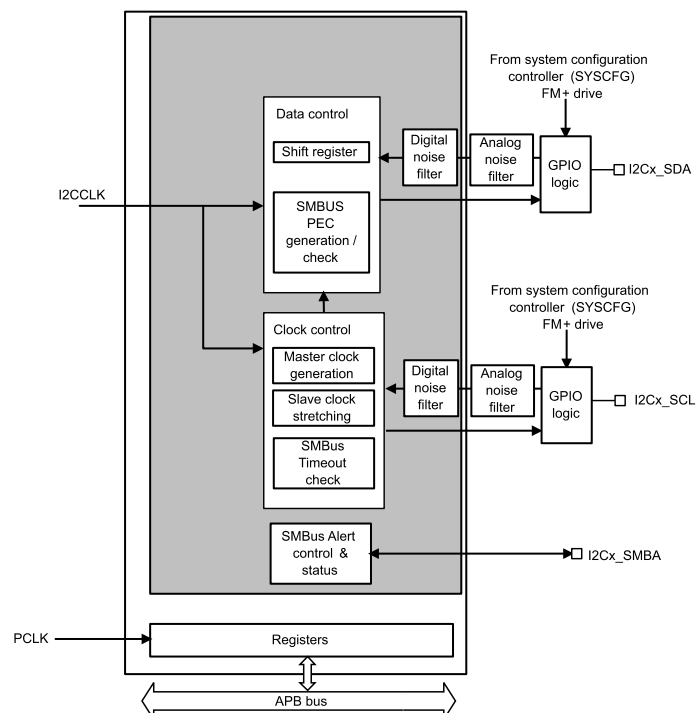 From system configuration
controller (SYSCFG)
FM+ drive
Data control
Shift register
Digital
noise
filter
Analog
noise
filter
GPIO
logic
I2Cx_SDA
I2CCLK
SMBUS
PEC
generation /
check
From system configuration
controller (SYSCFG)
FM+ drive
Clock control
Master clock
generation
Slave clock
stretching
SMBus
Timeout
check
Digital
noise
filter
Analog
noise
filter
GPIO
logic
I2Cx_SCL
SMBus Alert
control &
status
I2Cx_SMBA
PCLK
Registers
APB bus